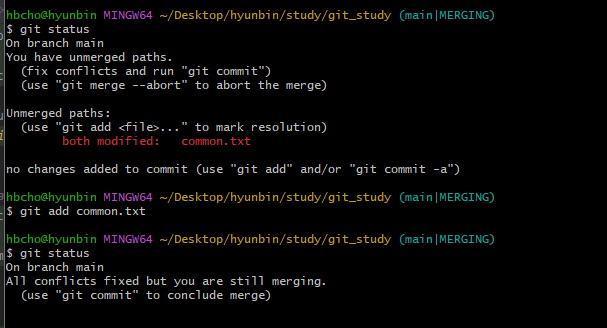 hbcho@hyunbin MINGW64 ~/Desktop/hyunbin/study/git_study (main|MERGING)
$ git status
On branch main
You have unmerged paths.
  (fix conflicts and run "git commit")
  (use "git merge --abort" to abort the merge)

Unmerged paths:
  (use "git add <file>..." to mark resolution)
        both modified:   common.txt

no changes added to commit (use "git add" and/or "git commit -a")

hbcho@hyunbin MINGW64 ~/Desktop/hyunbin/study/git_study (main|MERGING)
$ git add common.txt

hbcho@hyunbin MINGW64 ~/Desktop/hyunbin/study/git_study (main|MERGING)
$ git status
On branch main
All conflicts fixed but you are still merging.
  (use "git commit" to conclude merge)